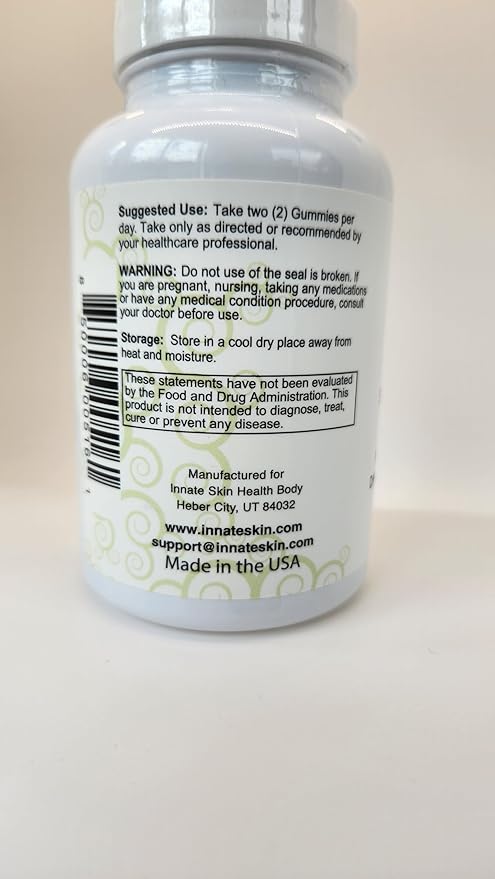 Suggested Use: Take two (2) Gummies per
day. Take only as directed or recommended by
your healthcare professional.
WARNING: Do not use of the seal is broken. If
you are pregnant, nursing, taking any medications
or have any medical condition procedure, consult
your doctor before use.
Storage: Store in a cool dry place away from
heat and moisture.
These statements have not been evaluated
by the Food and Drug Administration. This
product is not intended to diagnose, treat,
cure or prevent any disease.
Manufactured for
Innate Skin Health Body
Heber City, UT 84032
www.innateskin.com
support@innateskin.com
Made in the USA